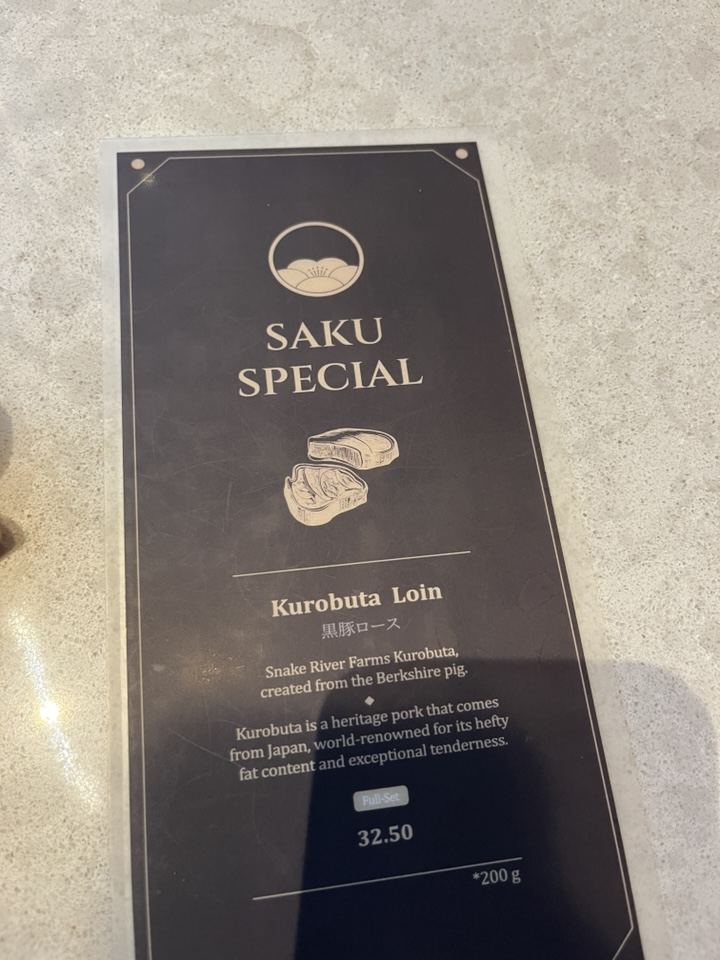 SAKU
SPECIAL
Kurobuta Loin
黒豚ロース
Snake River Farms Kurobuta,
created from the Berkshire pig.
Kurobuta is a heritage pork that comes
from Japan, world-renowned for its hefty
fat content and exceptional tenderness.
Full-Set
32.50
*200 g